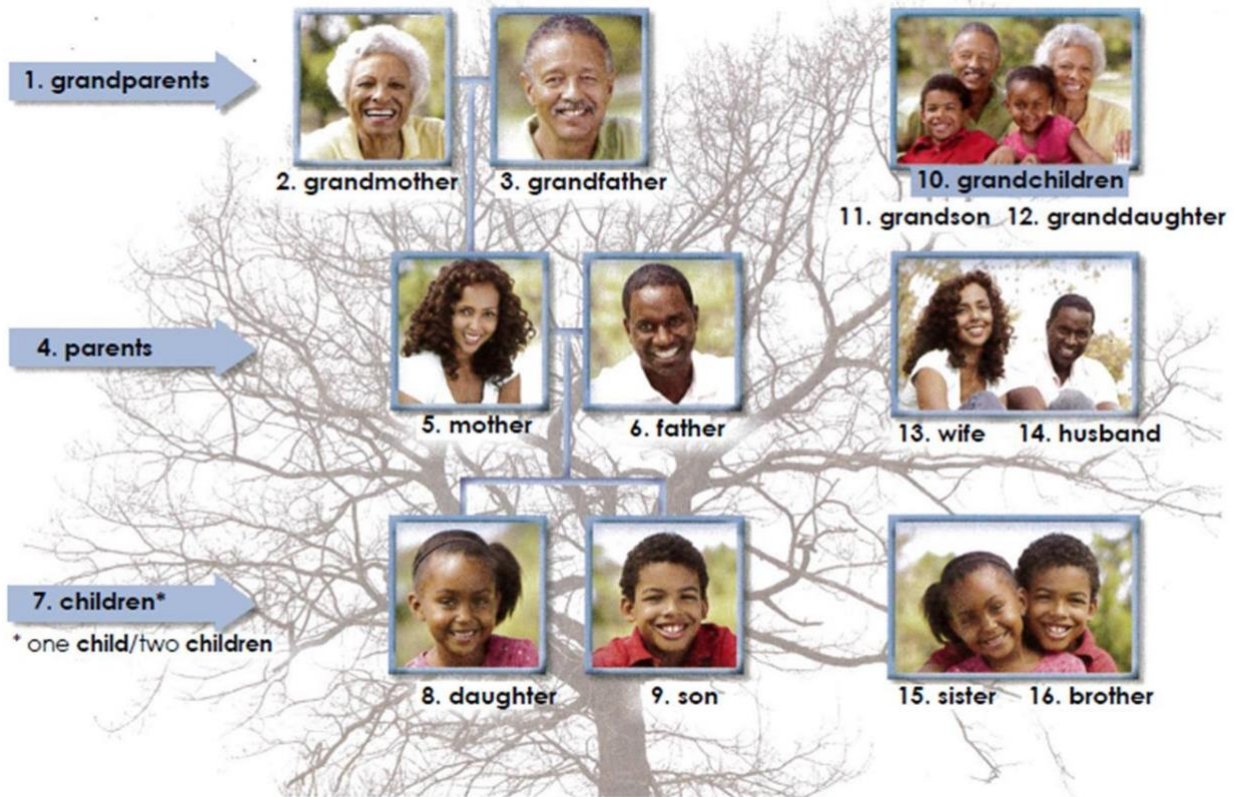 1. grandparents
2. grandmother
3. grandfather
10. grandchildren
11. grandson 12. granddaughter
4. parents
5. mother
6. father
13. wife
14. husband
7. children*
* one child/two children
8. daughter
9. son
15. sister
16. brother